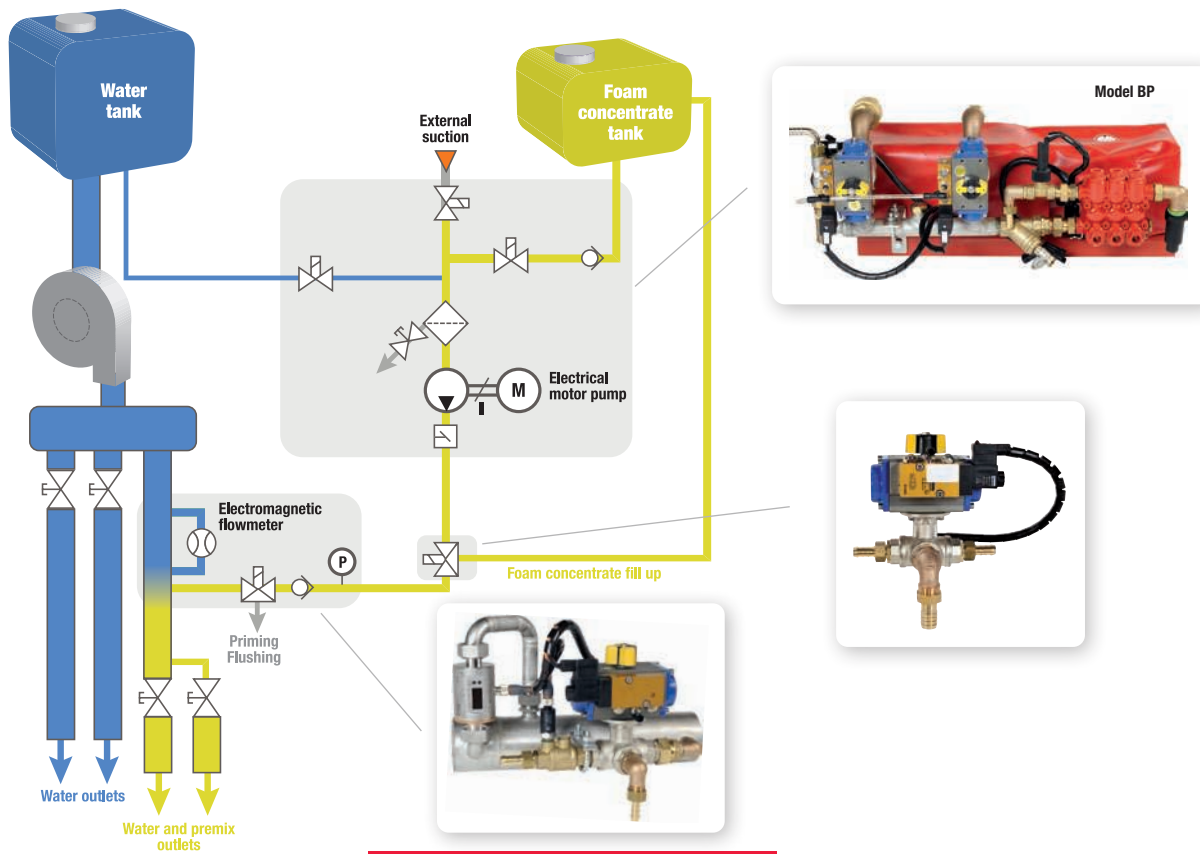 Water
tank
Foam
concentrate
tank
External
suction
Model BP
M
Electrical
motor pump
Electromagnetic
flowmeter
P
Foam concentrate fill up
Priming
Flushing
Water outlets
Water and premix
outlets